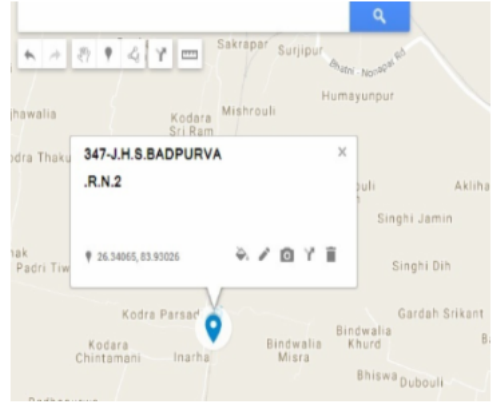 Sakrapar
Surjipur
Bhatni - Nonapar Rd
Humayunpur
jhawalia
Mishrouli
Kodara
Sri Ram
dra Thaku
347-J.H.S.BADPURVA
.R.N.2
Akliha
Singhi Jamin
26.34065, 83.93026
Singhi Dih
Padri Tiw
Kodra Parsad
Gardah Srikant
Bindwalia
Khurd
Kodara
Chintamani
Inarha
Bindwalia
Misra
Bhiswa
Dubouli